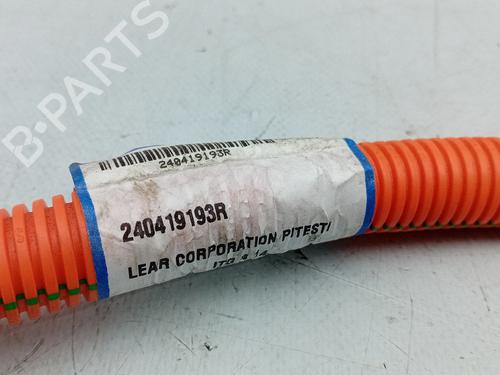 B-PARTS
240419193R
240419193R
LEAR CORPORATION PITESTI